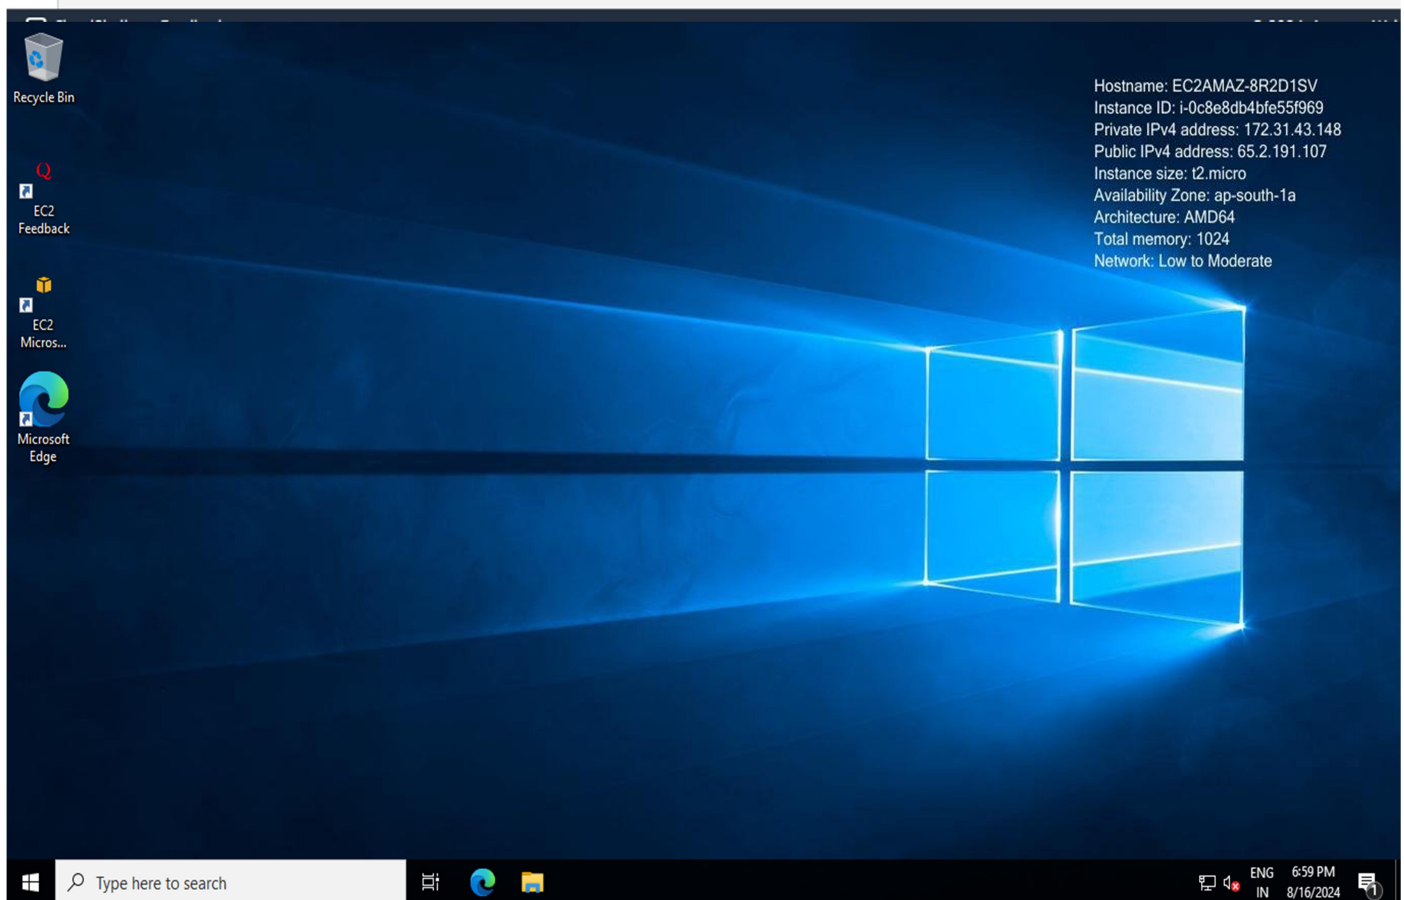 Recycle Bin
EC2
Feedback
EC2
Micros...
Microsoft
Edge
Hostname: EC2AMAZ-8R2D1SV
Instance ID: i-0c8e8db4bfe55f969
Private IPv4 address: 172.31.43.148
Public IPv4 address: 65.2.191.107
Instance size: t2.micro
Availability Zone: ap-south-1a
Architecture: AMD64
Total memory: 1024
Network: Low to Moderate
Type here to search
ENG
IN
6:59 PM
8/16/2024
1